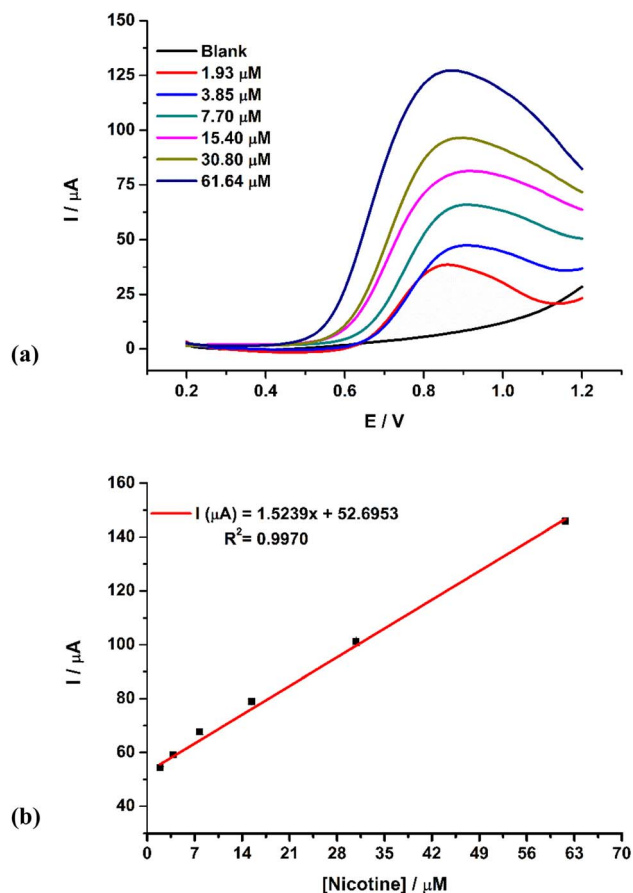 150
125
100
75
50
25
0
I / µA
Blank
1.93 µM
3.85 µM
7.70 µM
15.40 µM
30.80 µM
61.64 µM
0.2 0.4 0.6 0.8 1.0 1.2
E / V
(a)
160
140
120
100
80
60
40
I / µA
I (µA) = 1.5239x + 52.6953
R²= 0.9970
0 7 14 21 28 35 42 49 56 63 70
[Nicotine] / µM
(b)